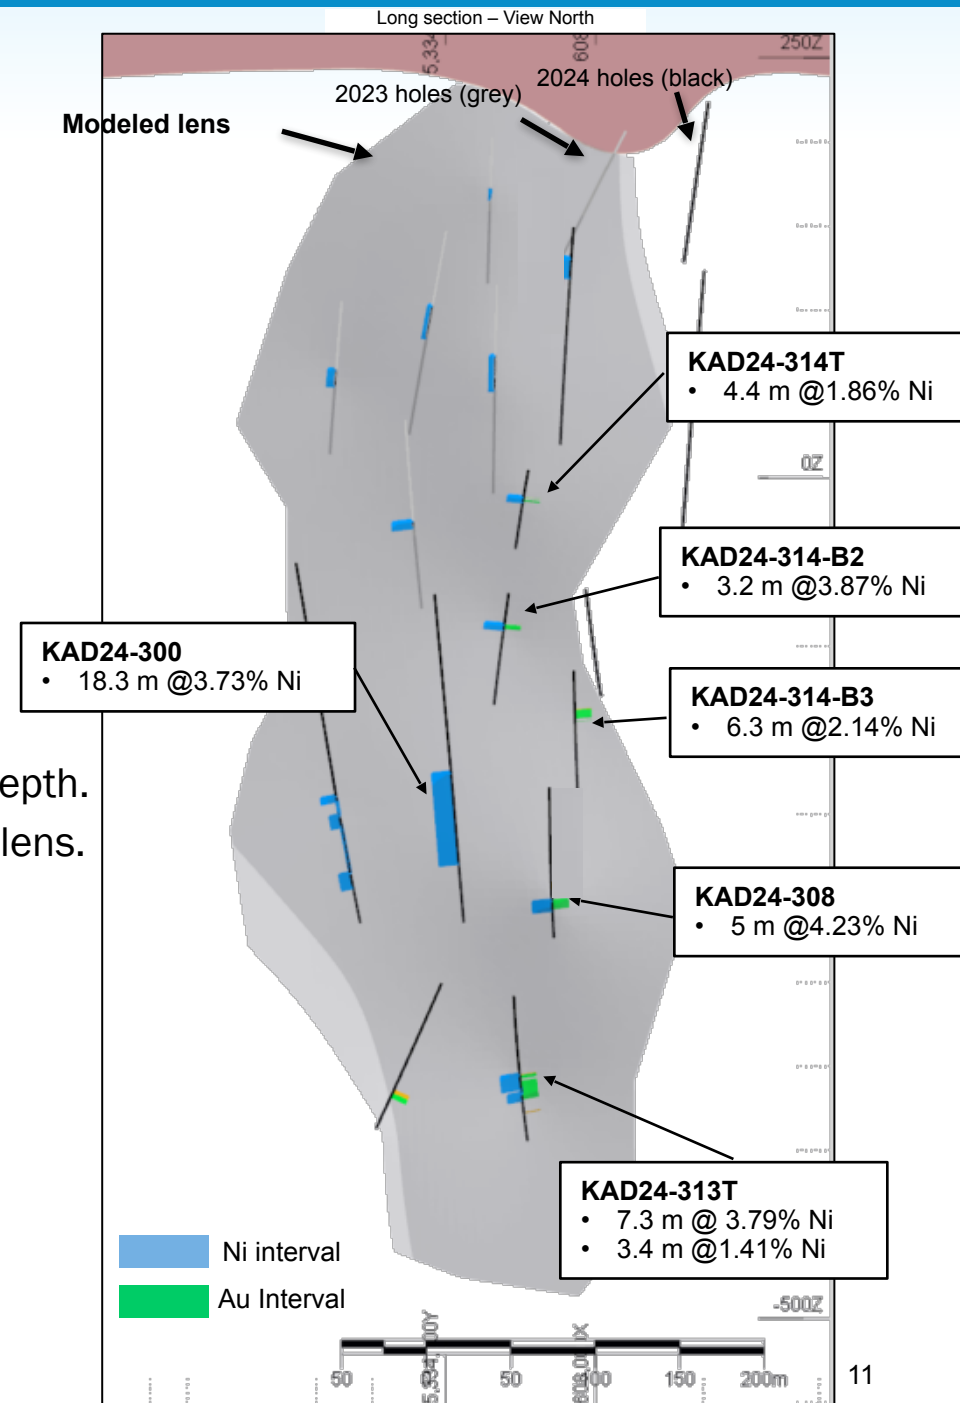 Long section – View North
250Z
2023 holes (grey)
2024 holes (black)
Modeled lens
KAD24-314T
• 4.4 m @1.86% Ni
0Z
KAD24-314-B2
• 3.2 m @3.87% Ni
KAD24-300
• 18.3 m @3.73% Ni
KAD24-314-B3
• 6.3 m @2.14% Ni
epth.
lens.
KAD24-308
• 5 m @4.23% Ni
KAD24-313T
• 7.3 m @ 3.79% Ni
• 3.4 m @1.41% Ni
Ni interval
Au Interval
-500Z
50 50 100 150 200m
11